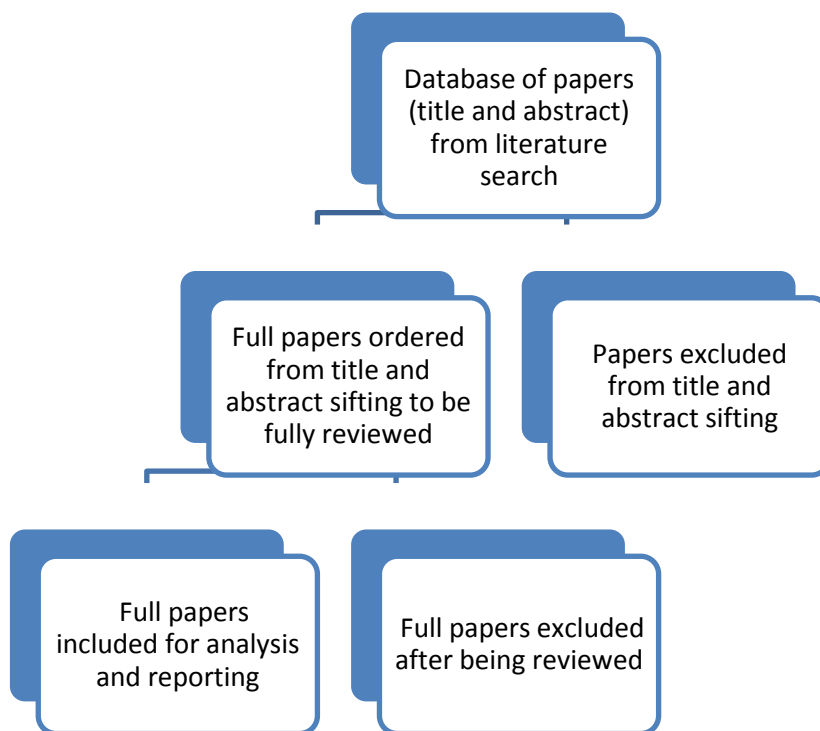 Database of papers
(title and abstract)
from literature
search
Full papers ordered
from title and
abstract sifting to be
fully reviewed
Papers excluded
from title and
abstract sifting
Full papers
included for analysis
and reporting
Full papers excluded
after being reviewed